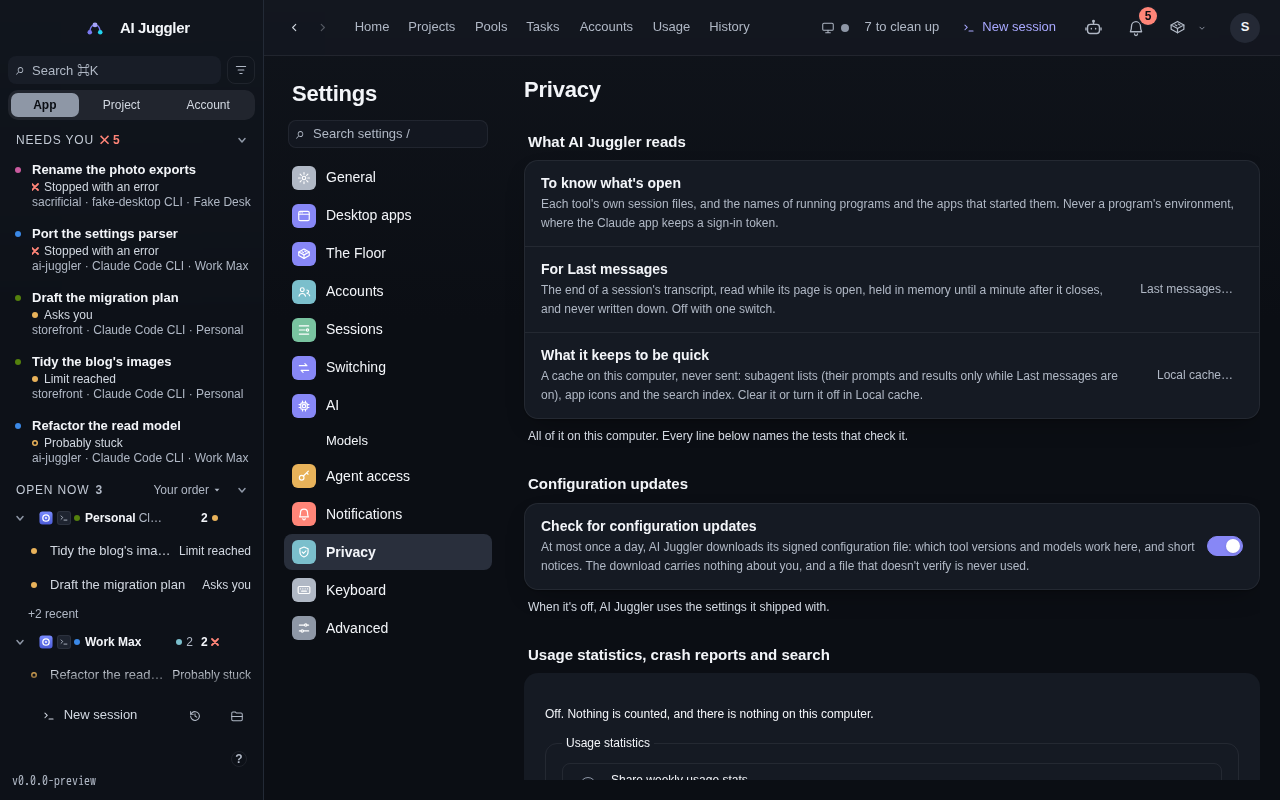 AI Juggler
Search ⌘K
App
Project
Account
NEEDS YOU 5
Rename the photo exports
Stopped with an error
sacrificial · fake-desktop CLI · Fake Desk
Port the settings parser
Stopped with an error
ai-juggler · Claude Code CLI · Work Max
Draft the migration plan
Asks you
storefront · Claude Code CLI · Personal
Tidy the blog's images
Limit reached
storefront · Claude Code CLI · Personal
Refactor the read model
Probably stuck
ai-juggler · Claude Code CLI · Work Max
OPEN NOW 3 Your order
Personal Cl… 2
Tidy the blog's ima… Limit reached
Draft the migration plan Asks you
+2 recent
Work Max 2 2
Refactor the read… Probably stuck
New session
?
v0.0.0-preview
Home
Projects
Pools
Tasks
Accounts
Usage
History
7 to clean up
New session
5
S
Settings
Search settings /
General
Desktop apps
The Floor
Accounts
Sessions
Switching
AI
Models
Agent access
Notifications
Privacy
Keyboard
Advanced
Privacy
What AI Juggler reads
To know what's open
Each tool's own session files, and the names of running programs and the apps that started them. Never a program's environment,
where the Claude app keeps a sign-in token.
For Last messages
The end of a session's transcript, read while its page is open, held in memory until a minute after it closes,
and never written down. Off with one switch.
Last messages…
What it keeps to be quick
A cache on this computer, never sent: subagent lists (their prompts and results only while Last messages are
on), app icons and the search index. Clear it or turn it off in Local cache.
Local cache…
All of it on this computer. Every line below names the tests that check it.
Configuration updates
Check for configuration updates
At most once a day, AI Juggler downloads its signed configuration file: which tool versions and models work here, and short
notices. The download carries nothing about you, and a file that doesn't verify is never used.
When it's off, AI Juggler uses the settings it shipped with.
Usage statistics, crash reports and search
Off. Nothing is counted, and there is nothing on this computer.
Usage statistics
Share weekly usage stats